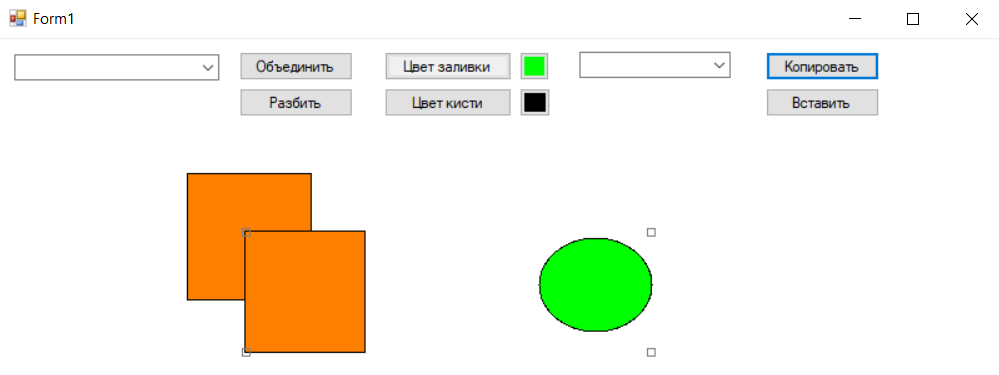 Form1
Объединить
Цвет заливки
Копировать
Разбить
Цвет кисти
Вставить